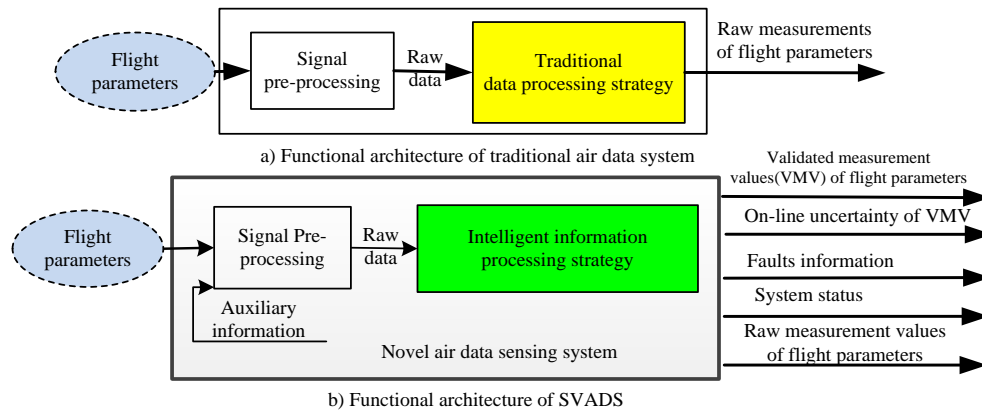 Flight
parameters
Signal
pre-processing
Raw
data
Traditional
data processing strategy
Raw measurements
of flight parameters
a) Functional architecture of traditional air data system
Flight
parameters
Signal Pre-
processing
Raw
data
Intelligent information
processing strategy
Auxiliary
information
Novel air data sensing system
Validated measurement
values(VMV) of flight parameters
On-line uncertainty of VMV
Faults information
System status
Raw measurement values
of flight parameters
b) Functional architecture of SVADS